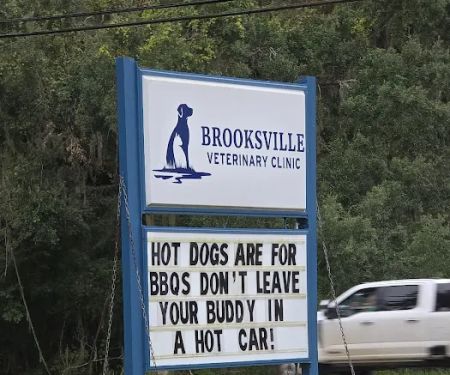 BROOKSVILLE
VETERINARY CLINIC
HOT DOGS ARE FOR
BBQS DON'T LEAVE
YOUR BUDDY IN
A HOT CAR!